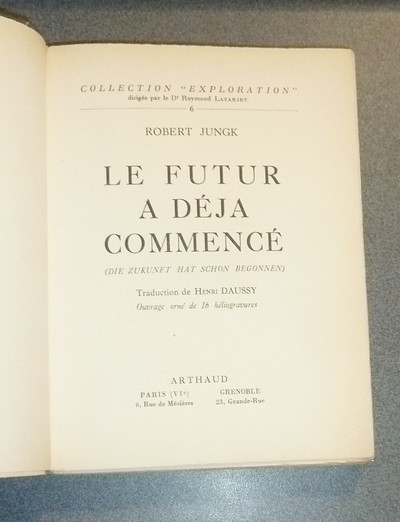 COLLECTION "EXPLORATION"
dirigée par le Dr Raymond LATARJET
6
ROBERT JUNGK
LE FUTUR
A DÉJA
COMMENCÉ
(DIE ZUKUNFT HAT SCHON BEGONNEN)
Traduction de HENRI DAUSSY
Ouvrage orné de 16 héliogravures
ARTHAUD
PARIS (VIe) GRENOBLE
6, Rue de Mézières 23, Grande-Rue